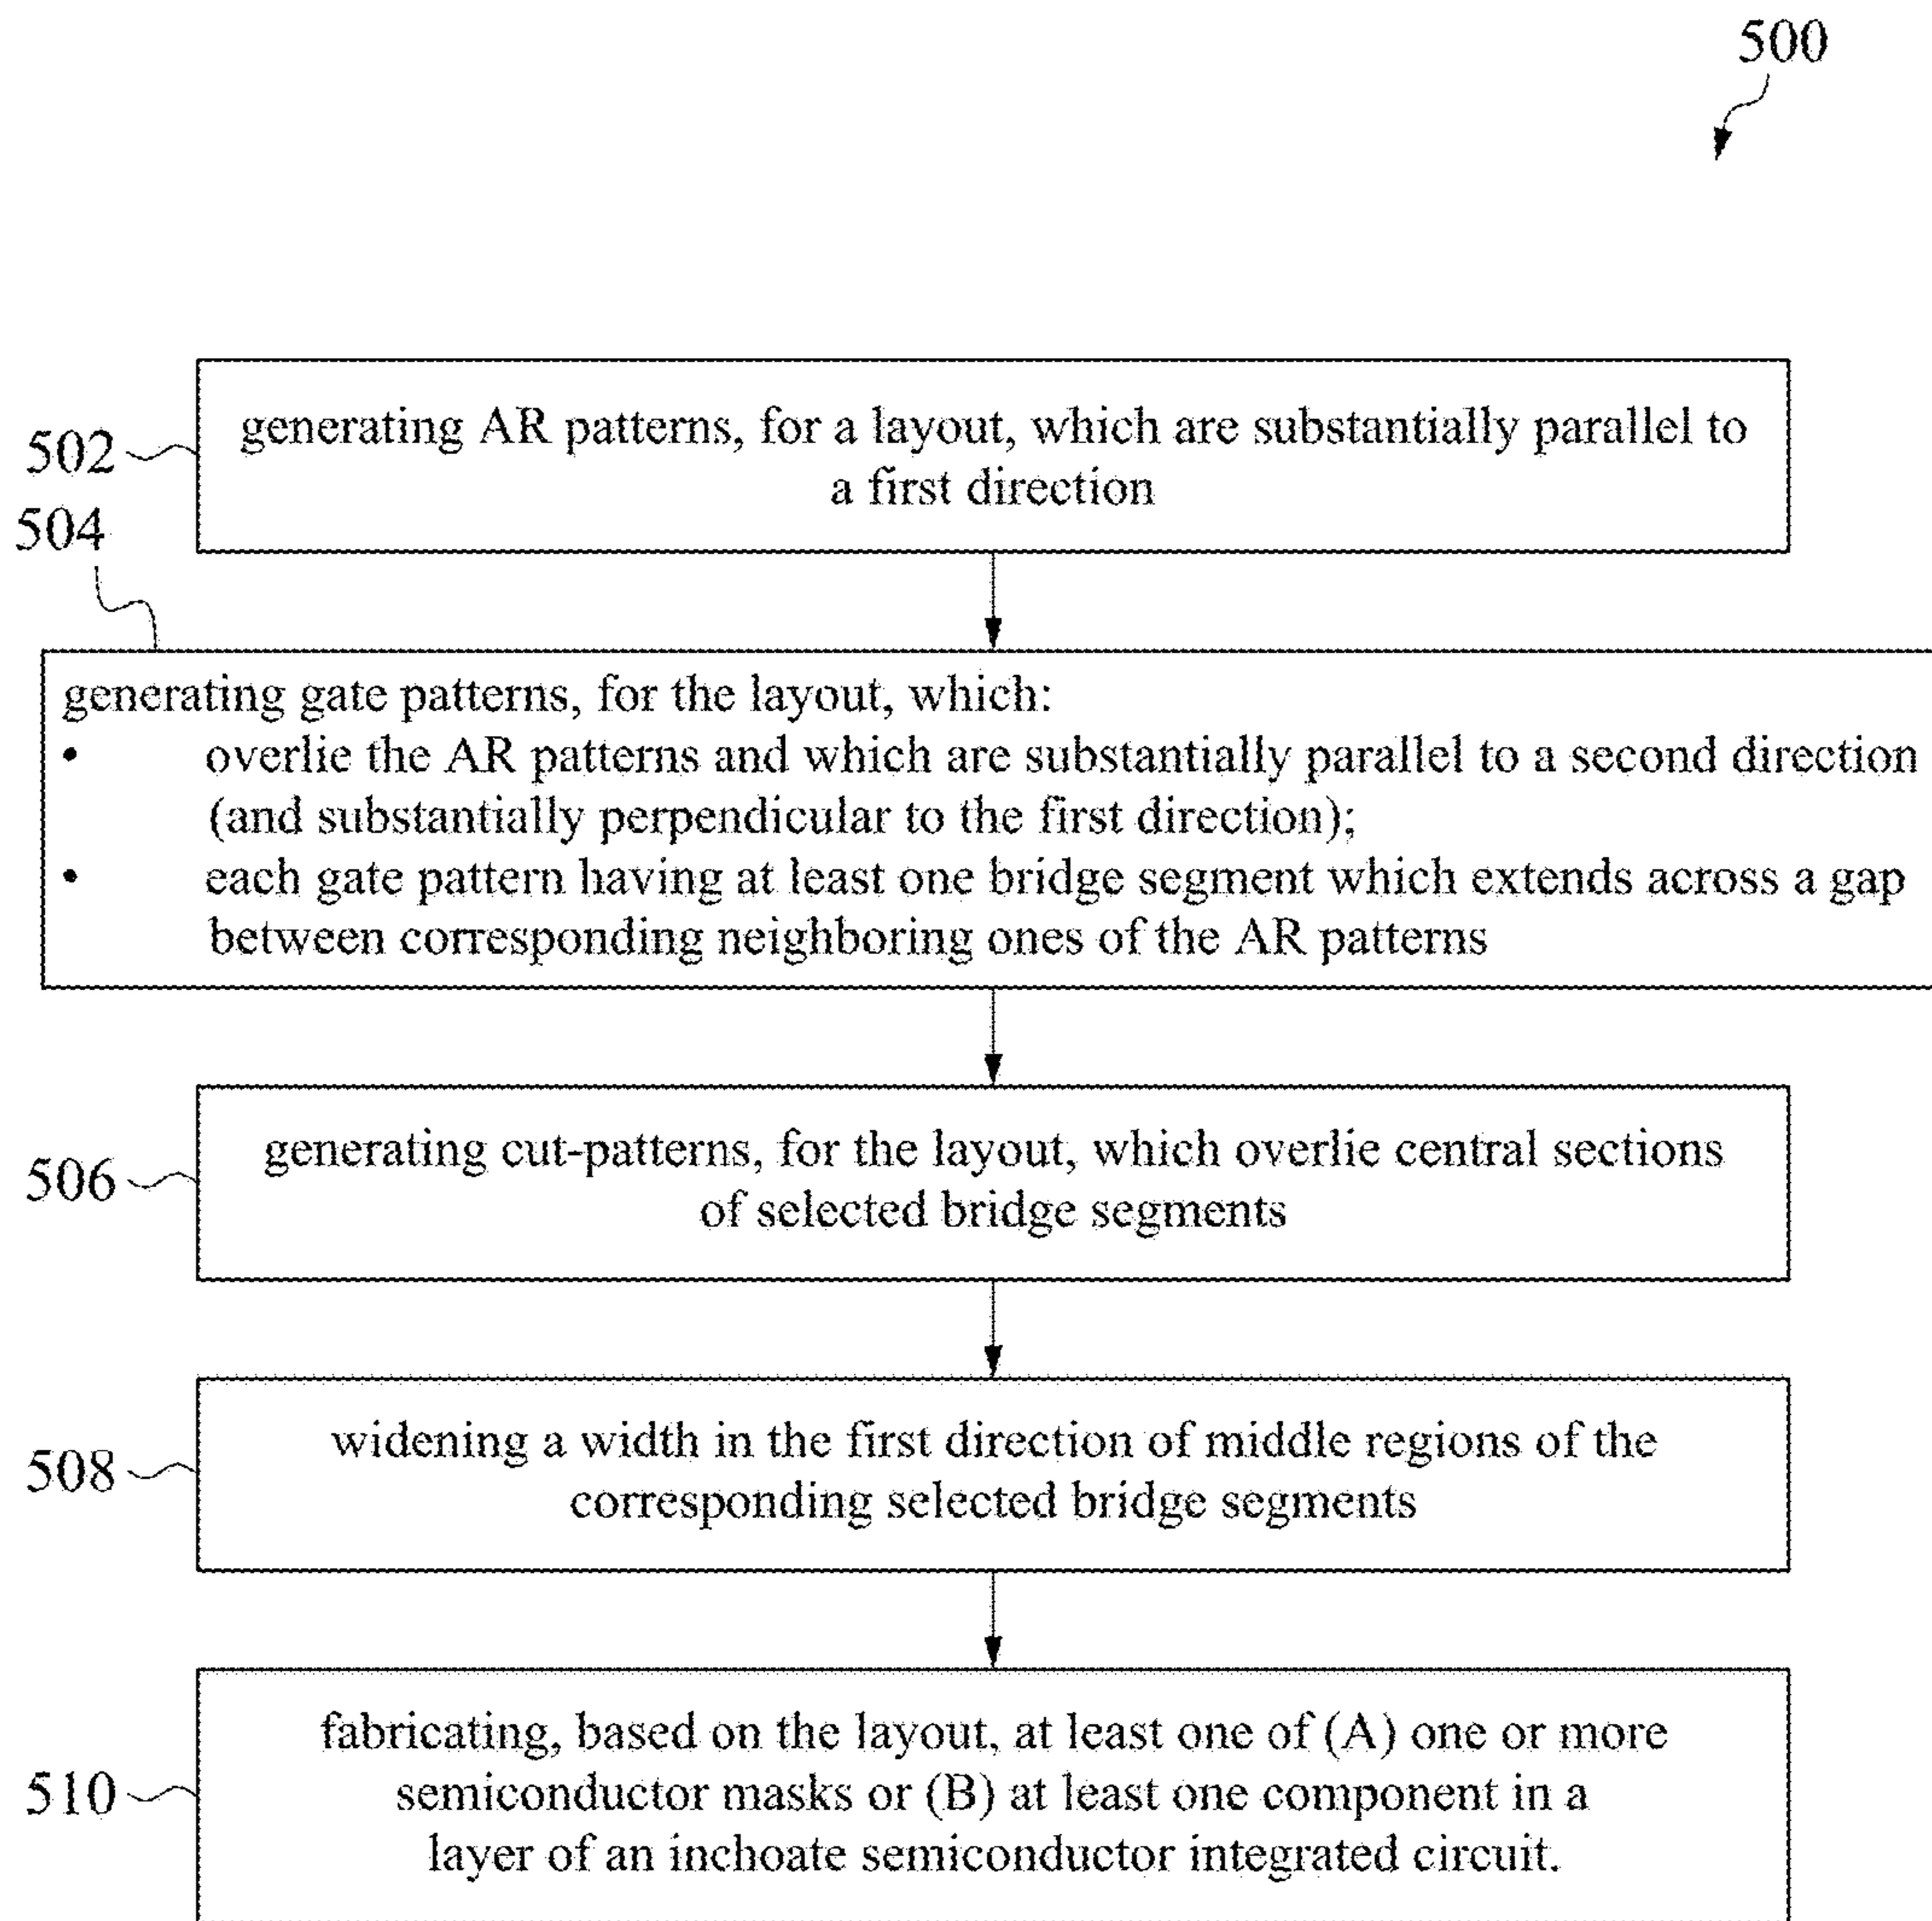 500
502
generating AR patterns, for a layout, which are substantially parallel to
a first direction
504
generating gate patterns, for the layout, which:
• overlie the AR patterns and which are substantially parallel to a second direction
(and substantially perpendicular to the first direction);
• each gate pattern having at least one bridge segment which extends across a gap
between corresponding neighboring ones of the AR patterns
506
generating cut-patterns, for the layout, which overlie central sections
of selected bridge segments
508
widening a width in the first direction of middle regions of the
corresponding selected bridge segments
510
fabricating, based on the layout, at least one of (A) one or more
semiconductor masks or (B) at least one component in a
layer of an inchoate semiconductor integrated circuit.